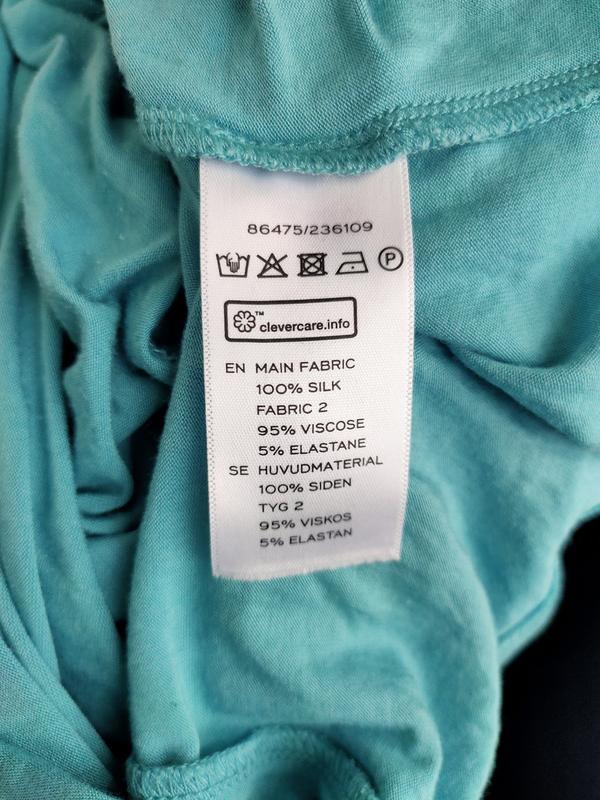 86475/236109
P
™ clevercare.info
EN MAIN FABRIC
100% SILK
FABRIC 2
95% VISCOSE
5% ELASTANE
SE HUVUDMATERIAL
100% SIDEN
TYG 2
95% VISKOS
5% ELASTAN